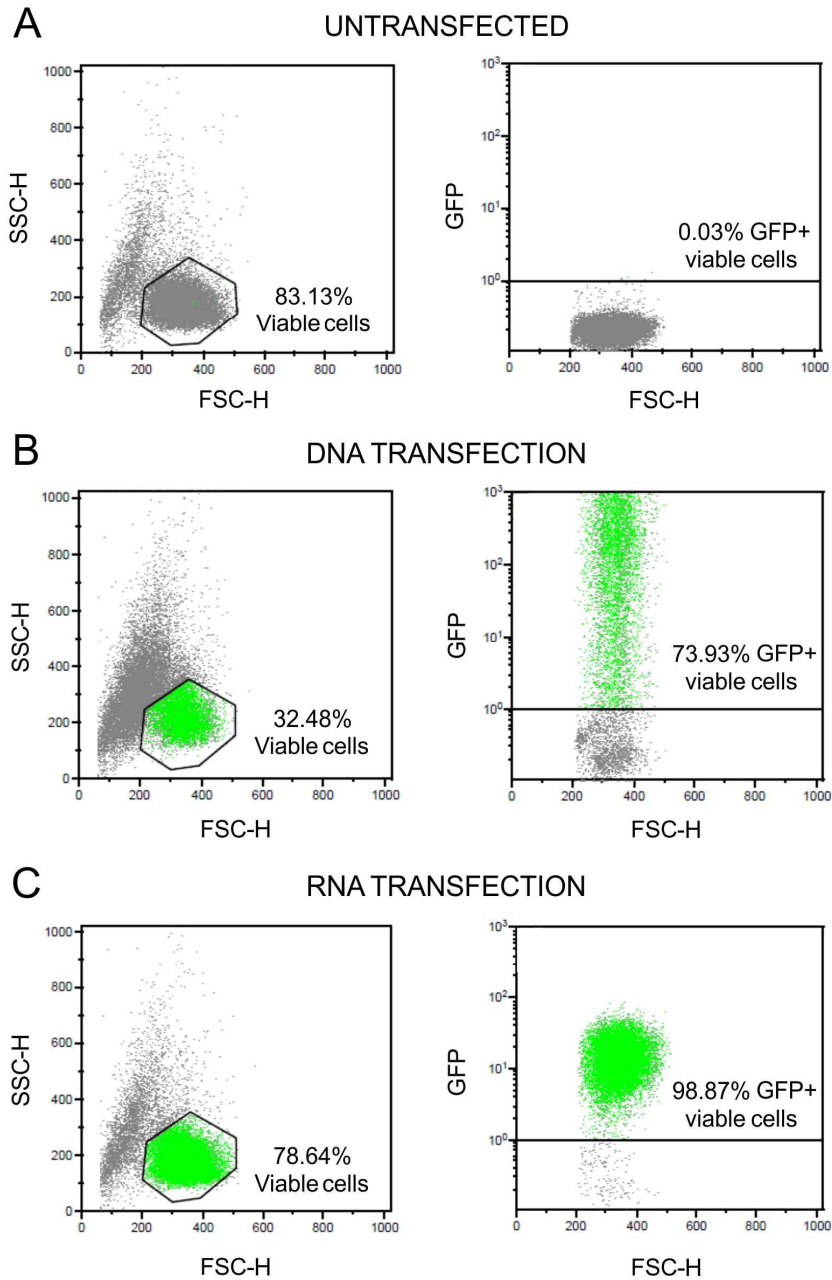 A
UNTRANSFECTED
1000
800
600
400
200
0
SSC-H
83.13%
Viable cells
0 200 400 600 800 1000
FSC-H
10³
10²
10¹
10⁰
GFP
0.03% GFP+
viable cells
0 200 400 600 800 1000
FSC-H
B
DNA TRANSFECTION
1000
800
600
400
200
0
SSC-H
32.48%
Viable cells
0 200 400 600 800 1000
FSC-H
10³
10²
10¹
10⁰
GFP
73.93% GFP+
viable cells
0 200 400 600 800 1000
FSC-H
C
RNA TRANSFECTION
1000
800
600
400
200
0
SSC-H
78.64%
Viable cells
0 200 400 600 800 1000
FSC-H
10³
10²
10¹
10⁰
GFP
98.87% GFP+
viable cells
0 200 400 600 800 1000
FSC-H